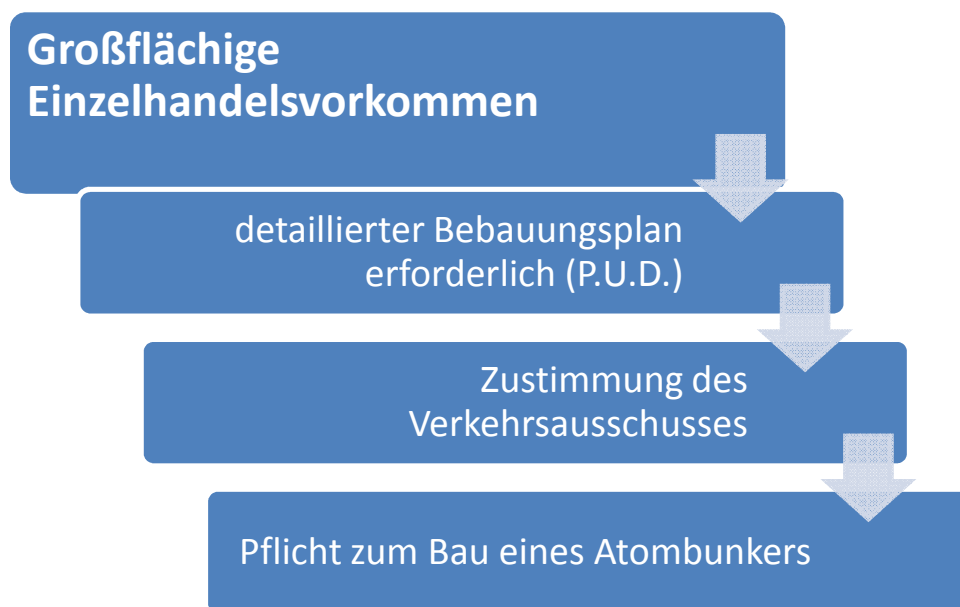 Großflächige
Einzelhandelsvorkommen
detaillierter Bebauungsplan
erforderlich (P.U.D.)
Zustimmung des
Verkehrsausschusses
Pflicht zum Bau eines Atombunkers